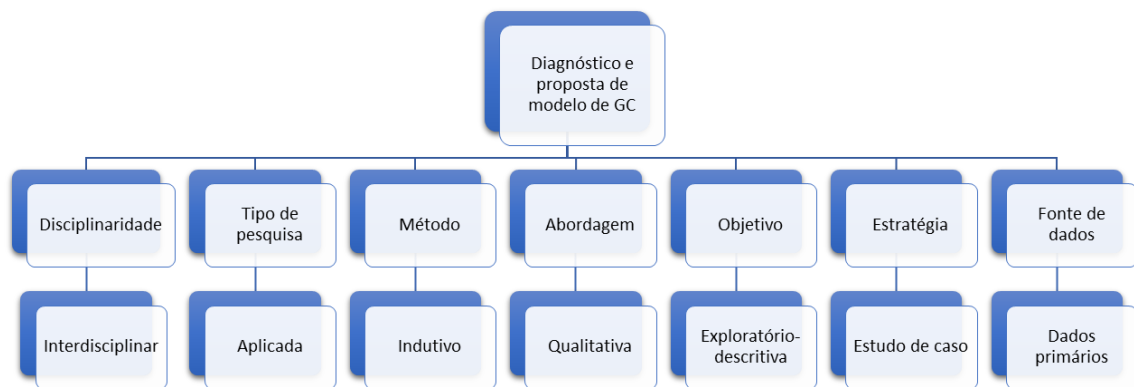 Diagnóstico e
proposta de
modelo de GC
Disciplinaridade
Tipo de
pesquisa
Método
Abordagem
Objetivo
Estratégia
Fonte de
dados
Interdisciplinar
Aplicada
Indutivo
Qualitativa
Exploratório-
descritiva
Estudo de caso
Dados
primários